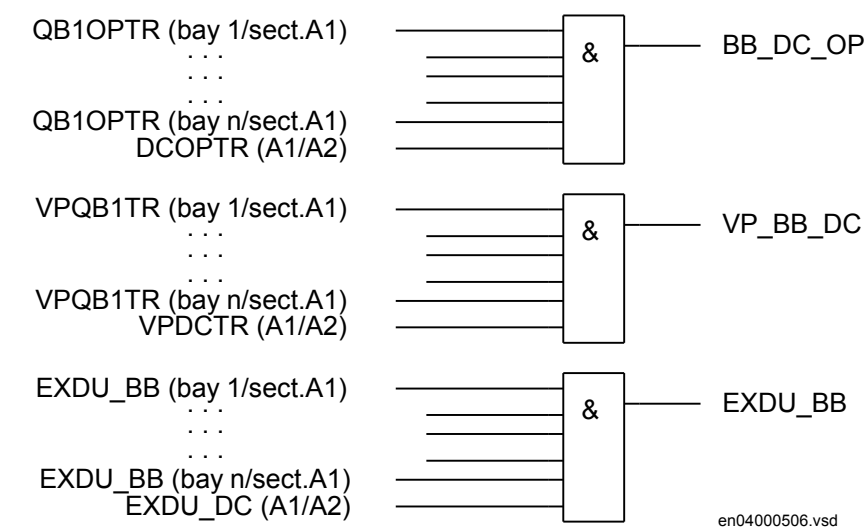 QB1OPTR (bay 1/sect.A1)
. . .
. . .
. . .
QB1OPTR (bay n/sect.A1)
DCOPTR (A1/A2)
&
BB_DC_OP
VPQB1TR (bay 1/sect.A1)
. . .
. . .
. . .
VPQB1TR (bay n/sect.A1)
VPDCTR (A1/A2)
&
VP_BB_DC
EXDU_BB (bay 1/sect.A1)
. . .
. . .
. . .
EXDU_BB (bay n/sect.A1)
EXDU_DC (A1/A2)
&
EXDU_BB
en04000506.vsd